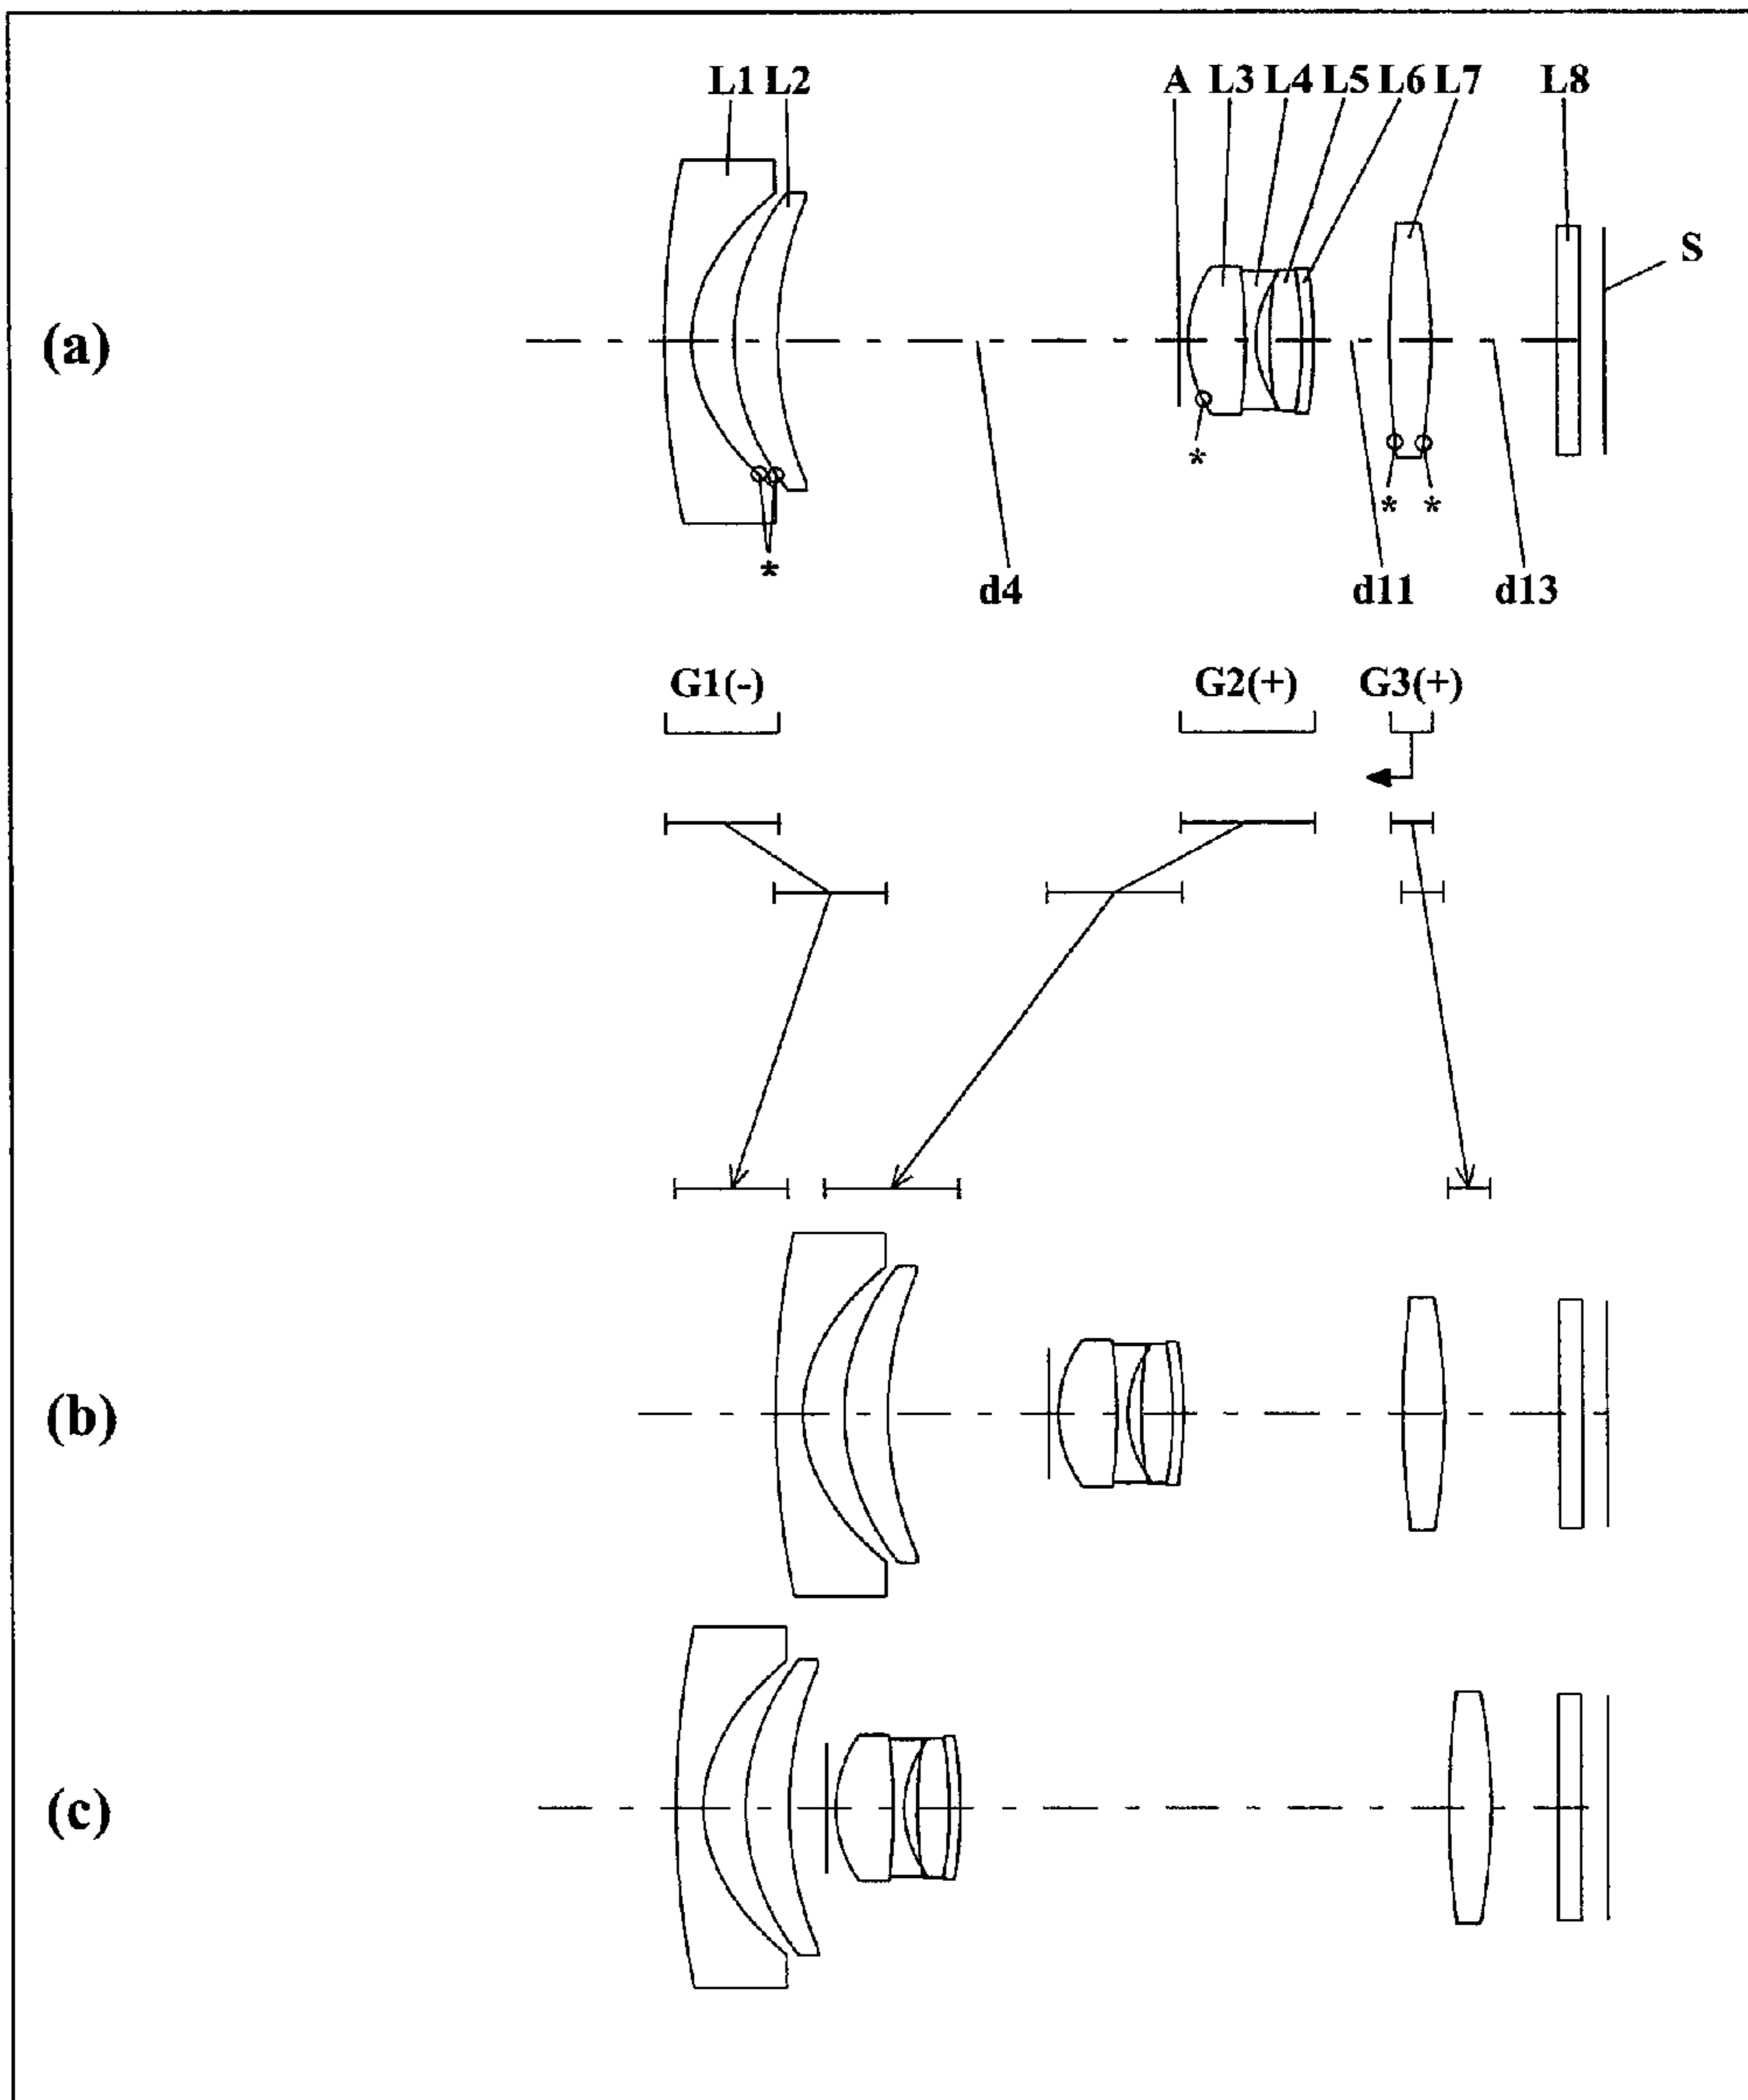 L1 L2 A L3 L4 L5 L6 L7 L8
S
(a)
*
* *
*
d4 d11 d13
G1(-) G2(+) G3(+)
(b)
(c)